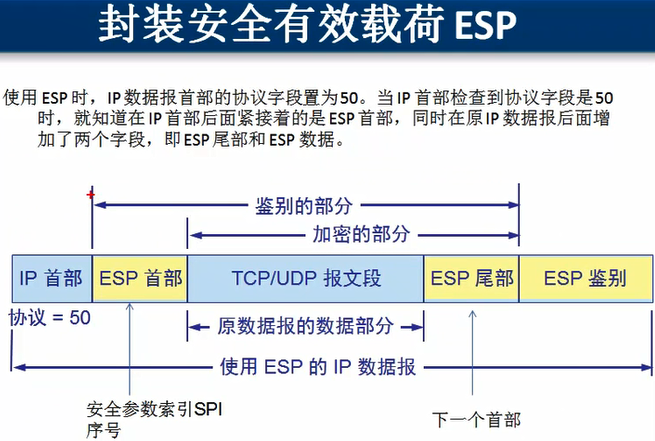 封装安全有效载荷 ESP
使用 ESP 时，IP 数据报首部的协议字段置为50。当 IP 首部检查到协议字段是50
时，就知道在 IP 首部后面紧接着的是 ESP 首部，同时在原 IP 数据报后面增
加了两个字段，即 ESP 尾部和 ESP 数据。
鉴别的部分
加密的部分
IP 首部 ESP 首部 TCP/UDP 报文段 ESP 尾部 ESP 鉴别
协议 = 50
原数据报的数据部分
使用 ESP 的 IP 数据报
安全参数索引SPI
序号
下一个首部